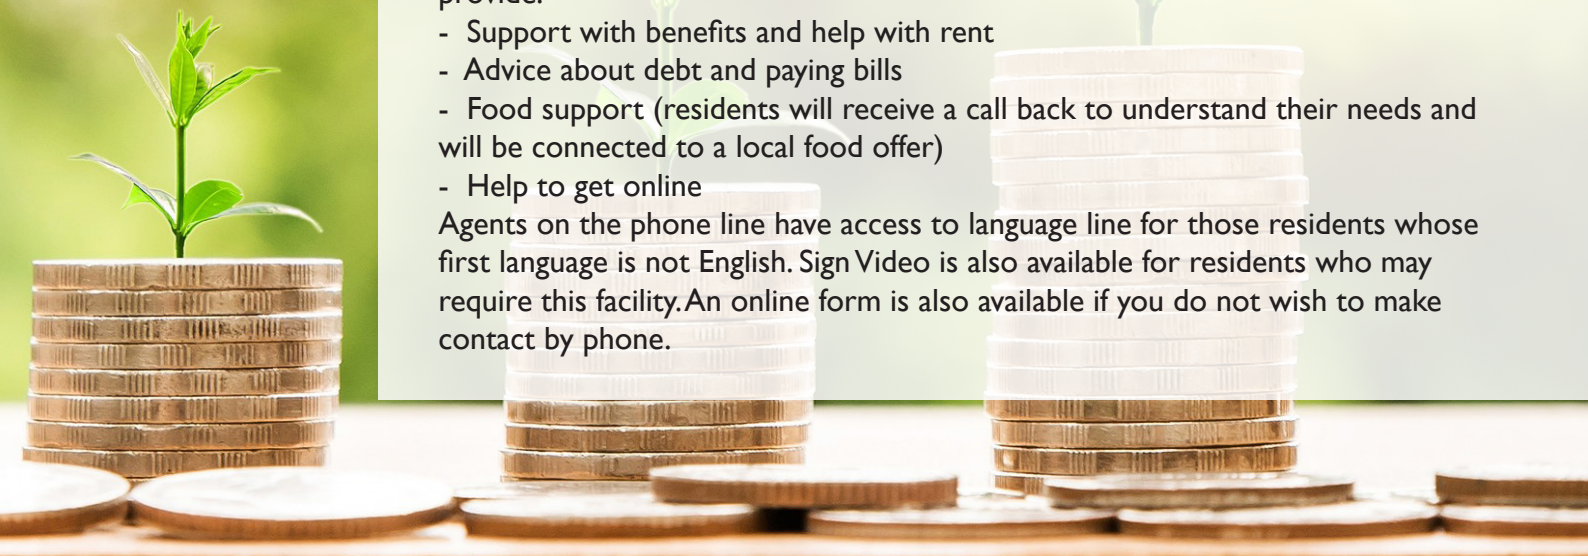 provide:
- Support with benefits and help with rent
- Advice about debt and paying bills
- Food support (residents will receive a call back to understand their needs and
will be connected to a local food offer)
- Help to get online
Agents on the phone line have access to language line for those residents whose
first language is not English. Sign Video is also available for residents who may
require this facility. An online form is also available if you do not wish to make
contact by phone.